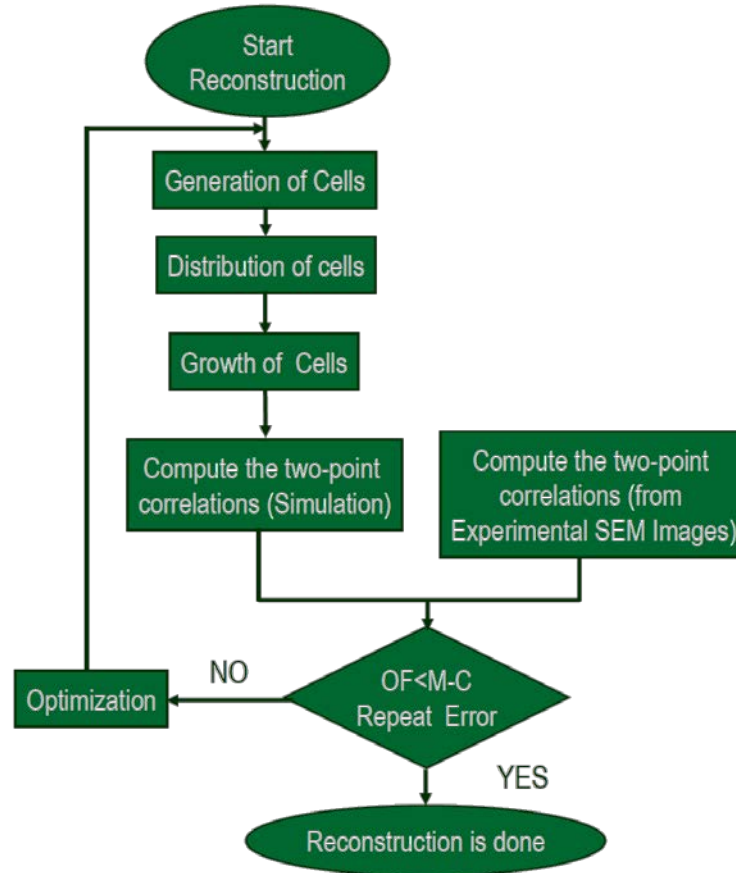 Start
Reconstruction
Generation of Cells
Distribution of cells
Growth of Cells
Compute the two-point
correlations (Simulation)
Compute the two-point
correlations (from
Experimental SEM Images)
OF<M-C
Repeat Error
NO
Optimization
YES
Reconstruction is done